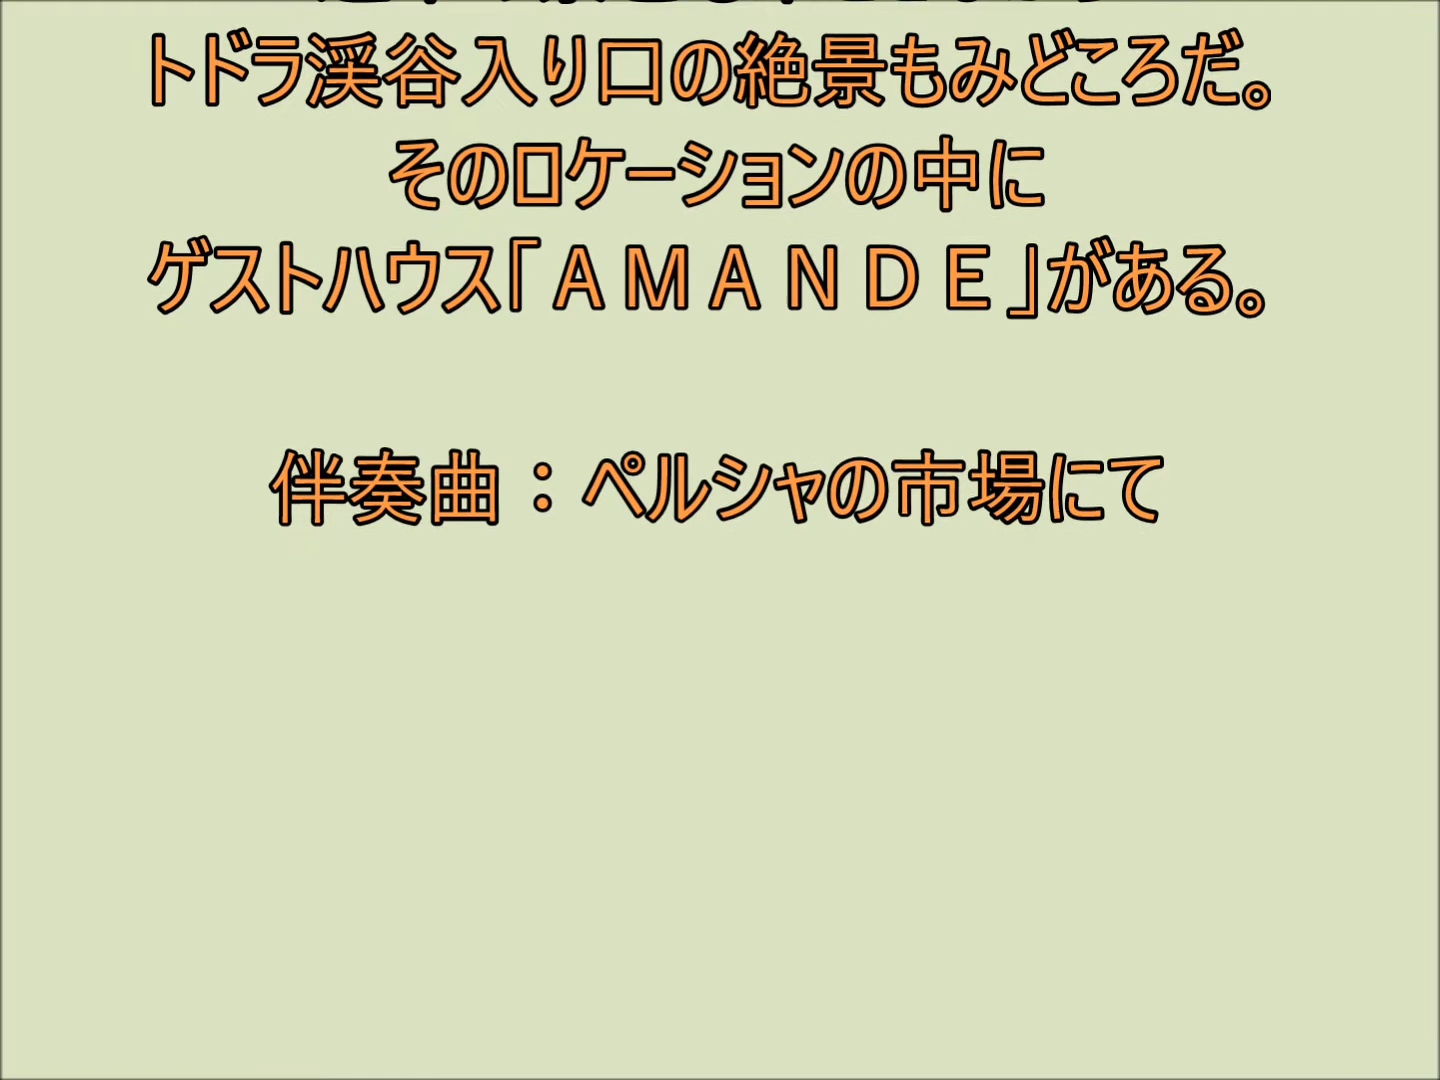 トドラ渓谷入り口の絶景もみどころだ。
そのロケーションの中に
ゲストハウス「ＡＭＡＮＤＥ」がある。
伴奏曲：ペルシャの市場にて